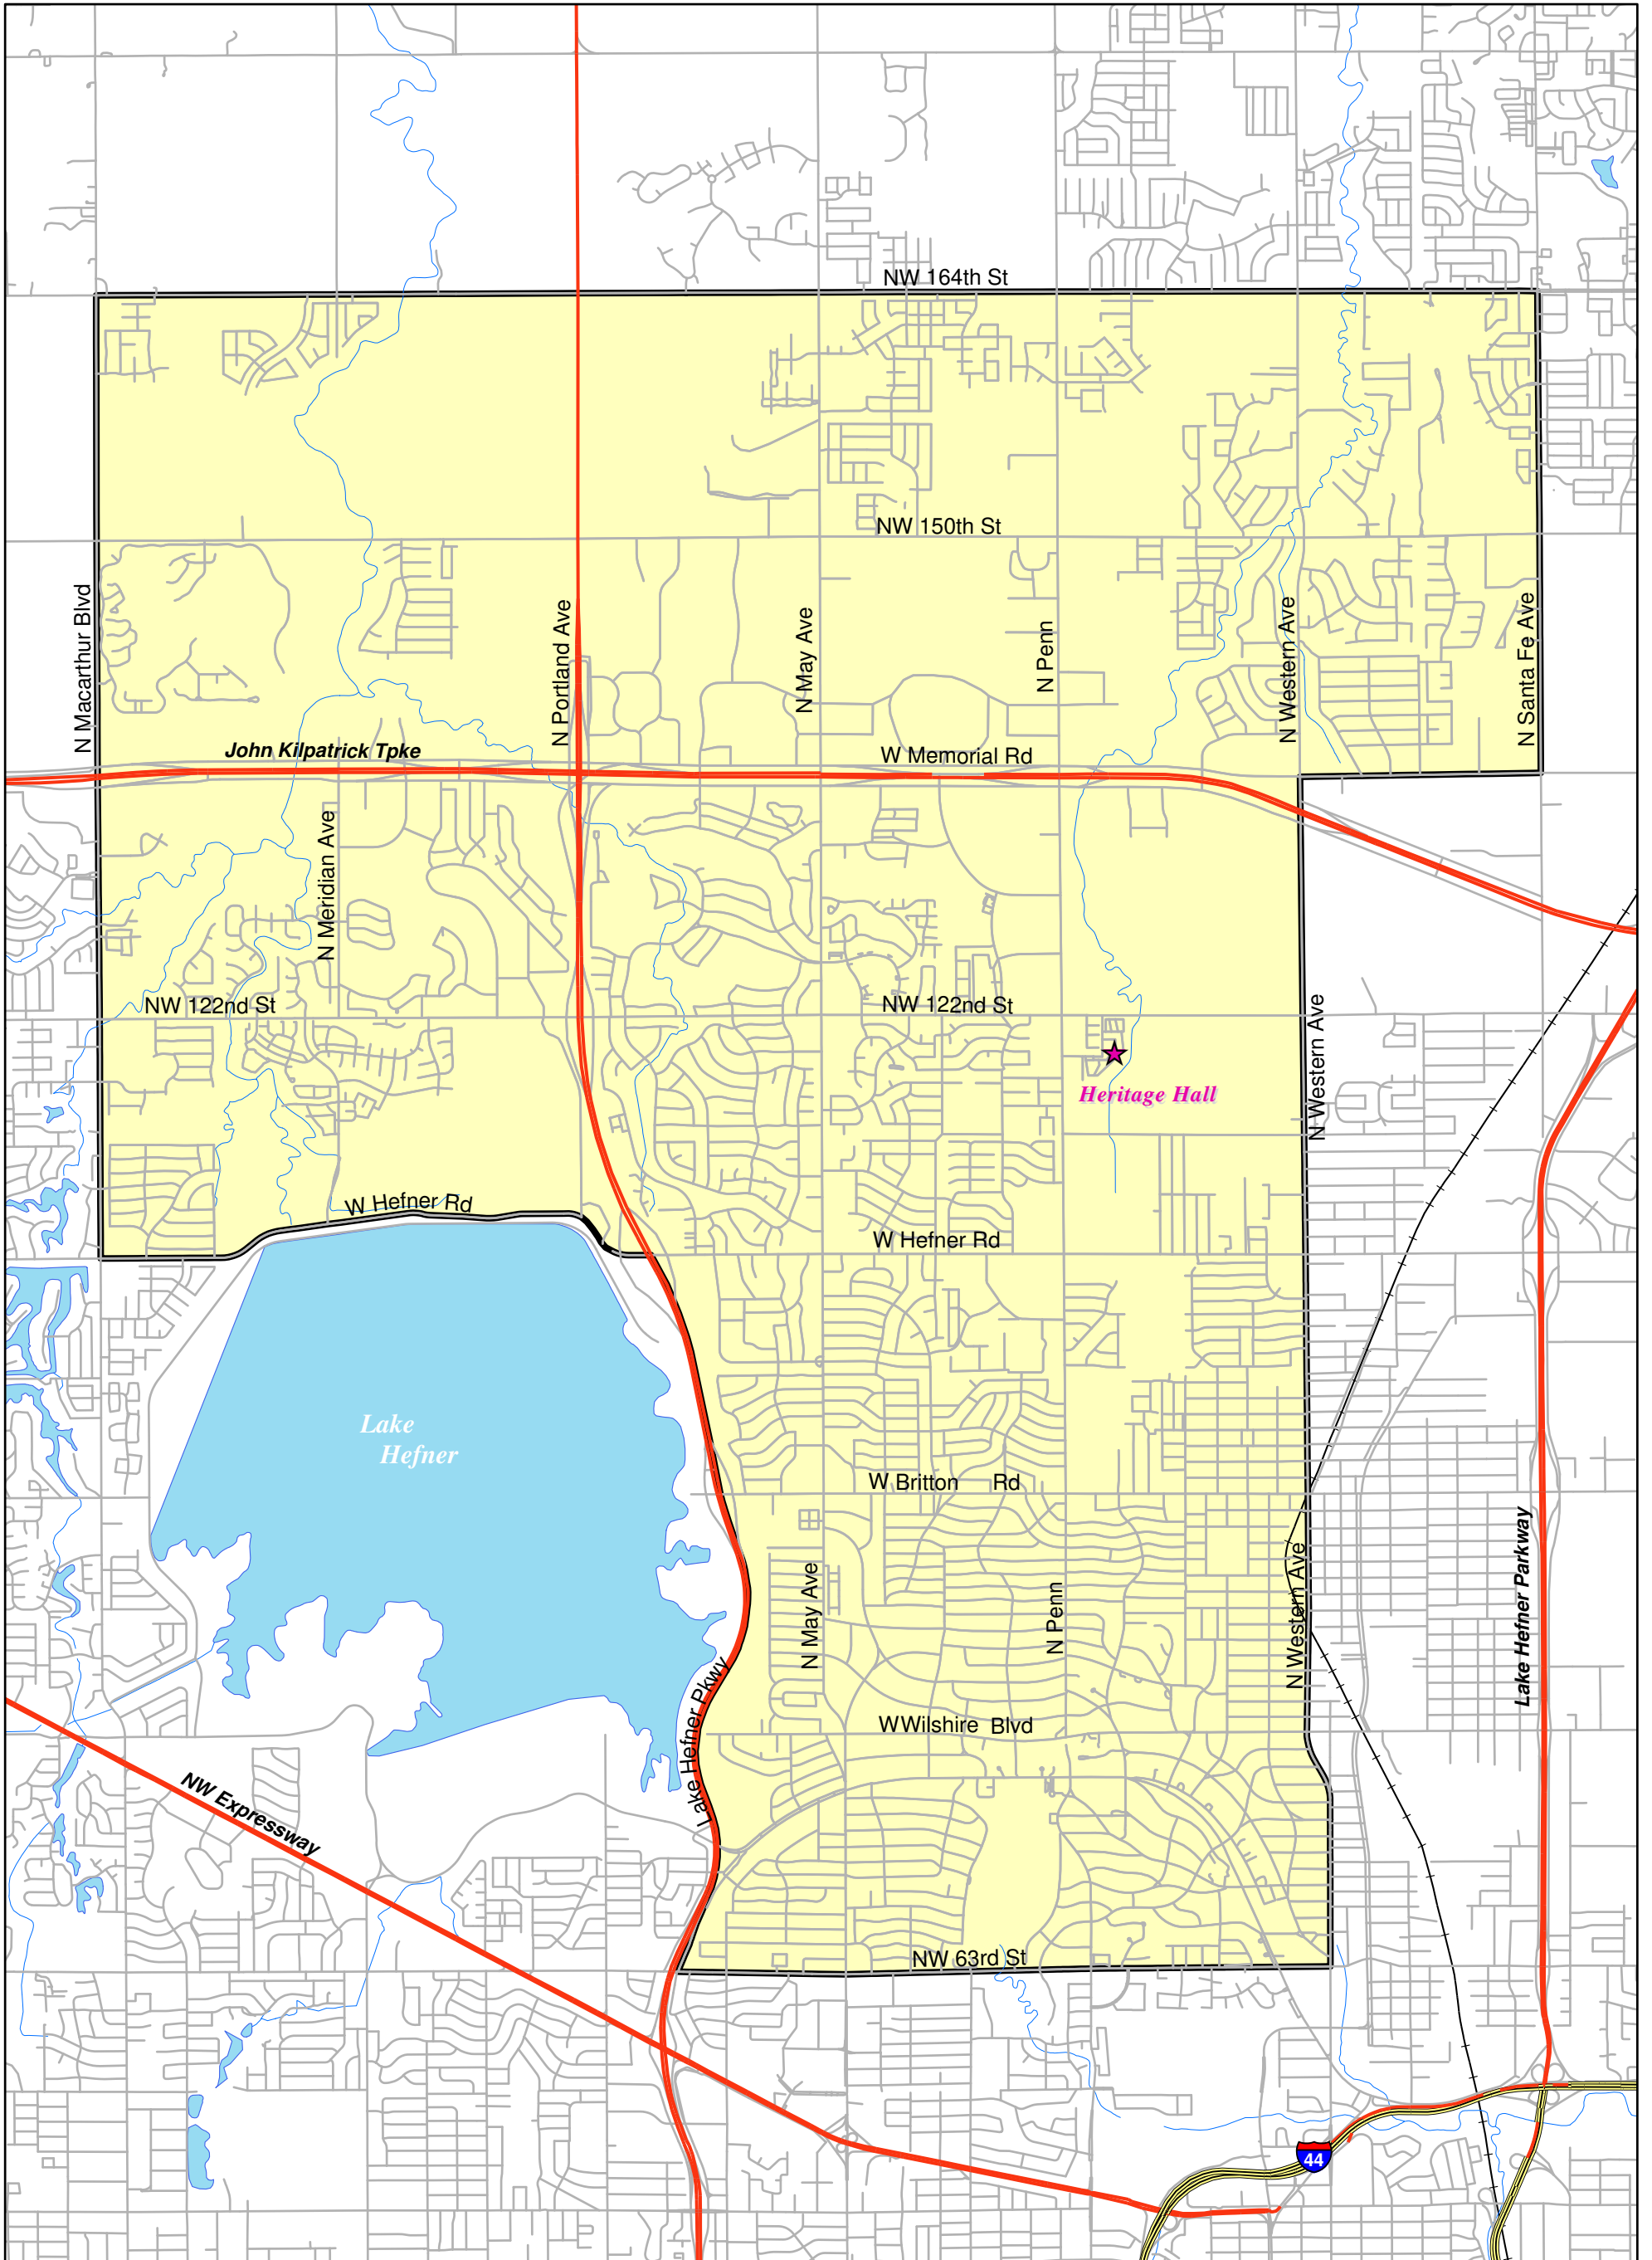 NW 164th St
NW 150th St
N Macarthur Blvd
N Portland Ave
N May Ave
N Penn
N Western Ave
N Santa Fe Ave
John Kilpatrick Tpke
W Memorial Rd
N Meridian Ave
NW 122nd St
NW 122nd St
N Western Ave
Heritage Hall
W Hefner Rd
W Hefner Rd
Lake
Hefner
W Britton Rd
N May Ave
N Penn
N Western Ave
Lake Hefner Parkway
Lake Hefner Pkwy
W Wilshire Blvd
NW Expressway
NW 63rd St
44